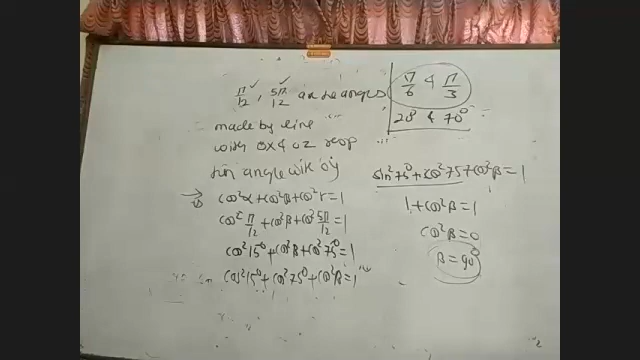 π/12, 5π/12 are the angles
made by line
with OX & OZ resp
angle with oy
cos²α+cos²β+cos²γ=1
cos² π/12 + cos²β + cos² 5π/12 = 1
cos²15° + cos²β + cos²75° = 1
cos²15° + cos²75° + cos²β = 1
π/6 & π/3
20 & 70°
sin²75° + cos²75 + cos²β = 1
1 + cos²β = 1
cos²β = 0
β = 90°